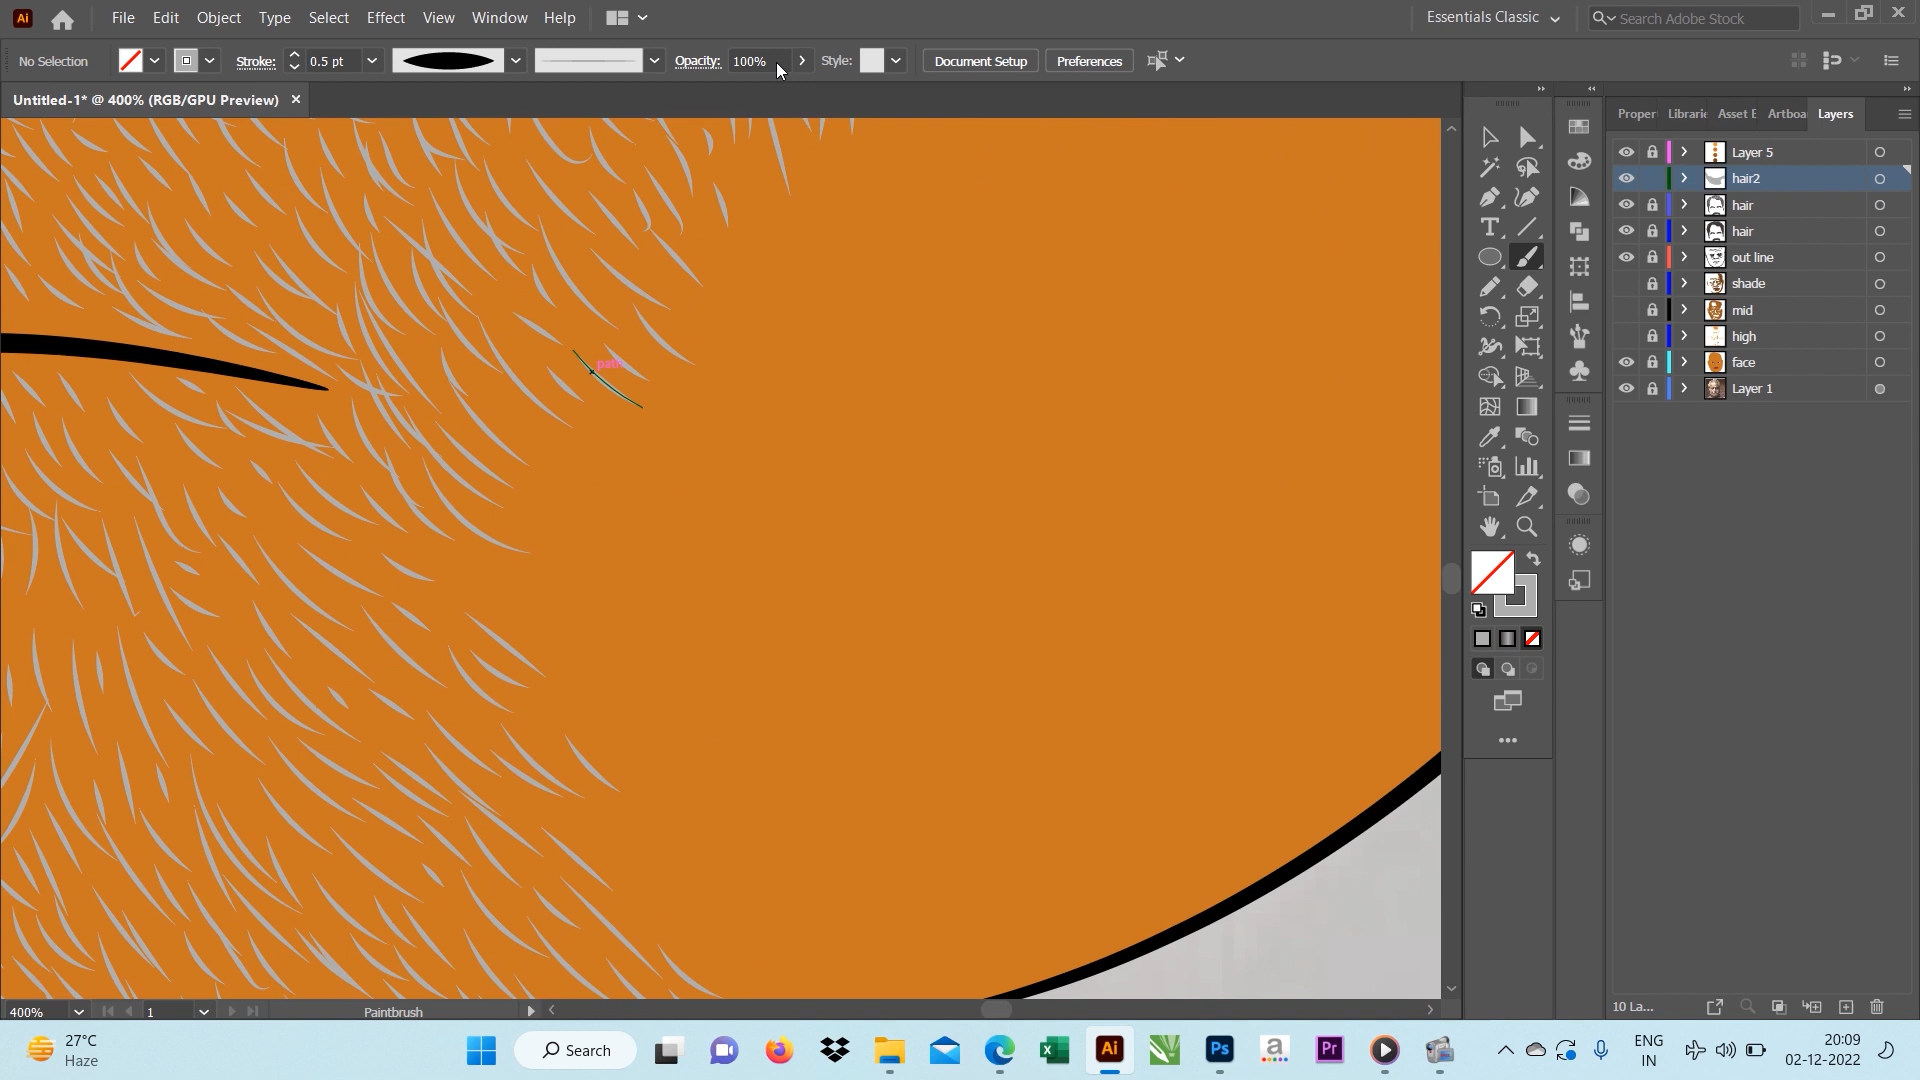 Ai File Edit Object Type Select Effect View Window Help Essentials Classic Search Adobe Stock
No Selection Stroke: 0.5 pt Opacity: 100% Style: Document Setup Preferences
Untitled-1* @ 400% (RGB/GPU Preview)
Proper Librarie Asset E Artboa Layers
Layer 5
hair2
hair
hair
out line
shade
mid
high
face
Layer 1
path
400% 1 Paintbrush 10 La...
27°C
Haze
Search
Ai Ps a Pr
ENG
IN
20:09
02-12-2022